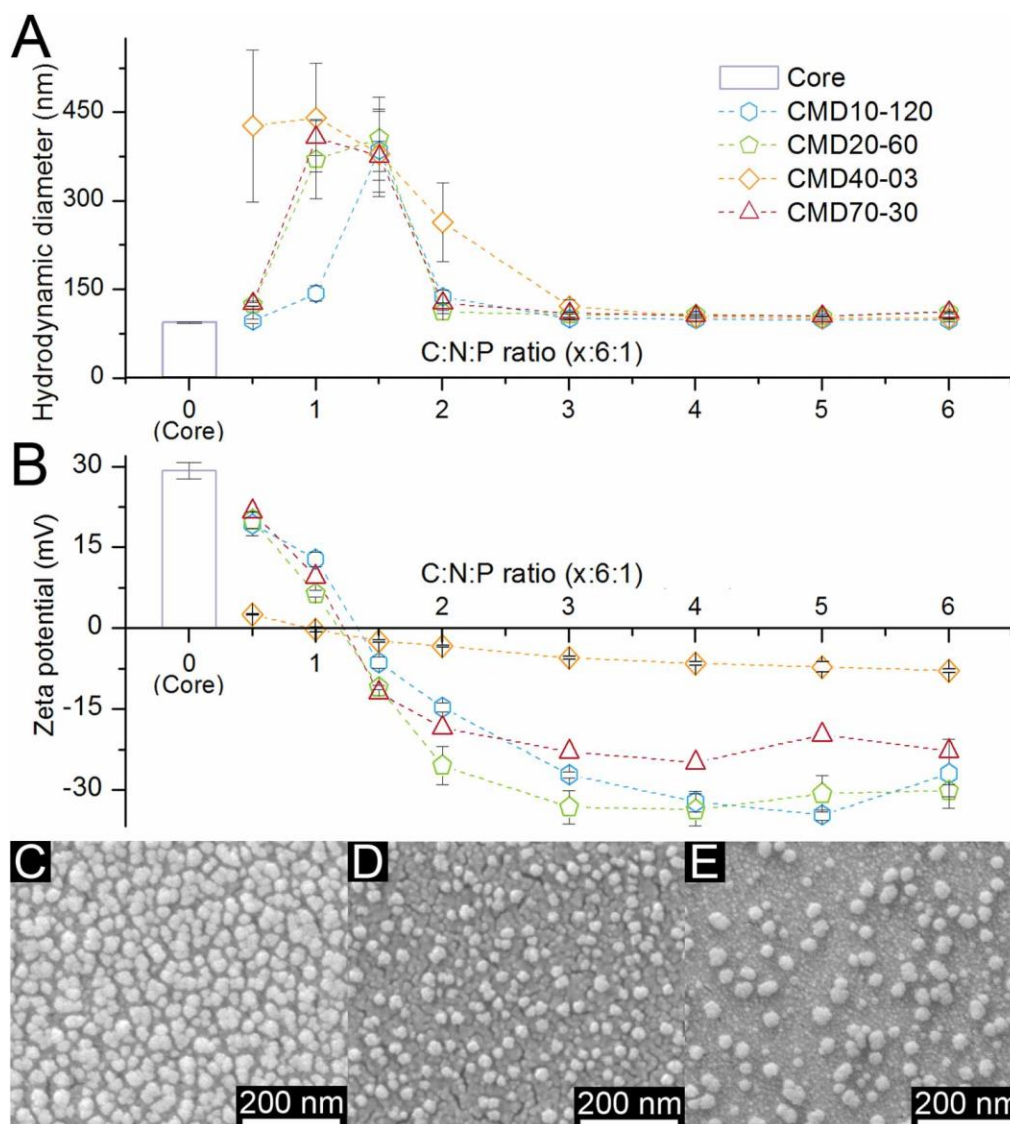 A
Hydrodynamic diameter (nm)
450
300
150
0
Core
CMD10-120
CMD20-60
CMD40-03
CMD70-30
C:N:P ratio (x:6:1)
0 1 2 3 4 5 6
(Core)
B
Zeta potential (mV)
30
15
0
-15
-30
C:N:P ratio (x:6:1)
2 3 4 5 6
0 1
(Core)
C D E
200 nm 200 nm 200 nm